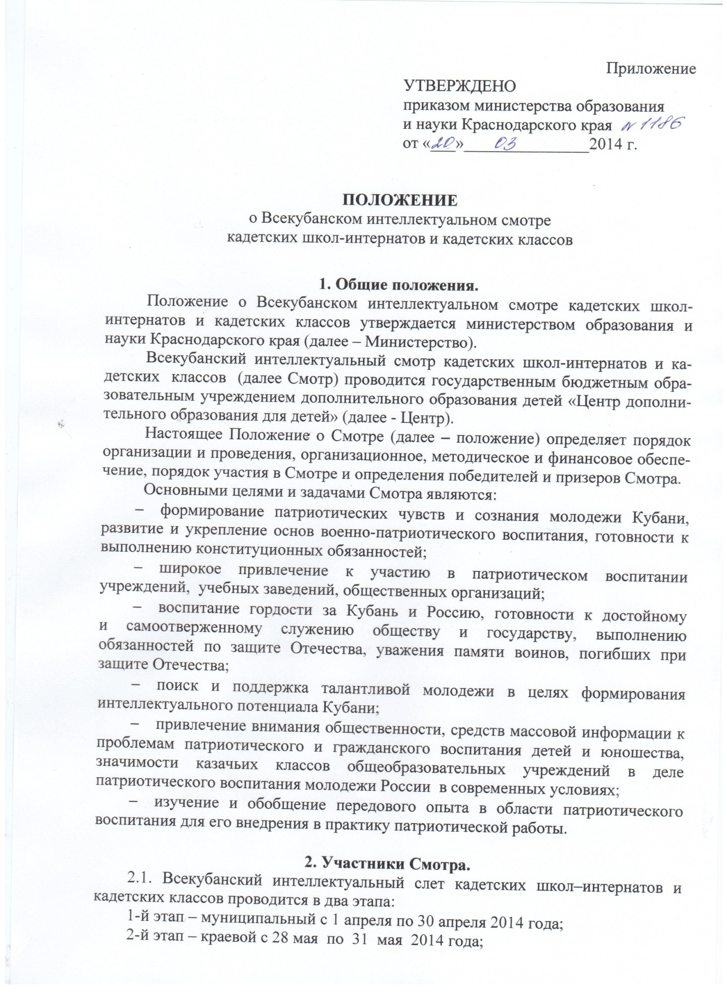 Приложение
УТВЕРЖДЕНО
приказом министерства образования
и науки Краснодарского края № 1186
от «20» 03 2014 г.
ПОЛОЖЕНИЕ
о Всекубанском интеллектуальном смотре
кадетских школ-интернатов и кадетских классов
1. Общие положения.
Положение о Всекубанском интеллектуальном смотре кадетских школ-
интернатов и кадетских классов утверждается министерством образования и
науки Краснодарского края (далее – Министерство).
Всекубанский интеллектуальный смотр кадетских школ-интернатов и ка-
детских классов (далее Смотр) проводится государственным бюджетным обра-
зовательным учреждением дополнительного образования детей «Центр дополни-
тельного образования для детей» (далее - Центр).
Настоящее Положение о Смотре (далее – положение) определяет порядок
организации и проведения, организационное, методическое и финансовое обеспе-
чение, порядок участия в Смотре и определения победителей и призеров Смотра.
Основными целями и задачами Смотра являются:
– формирование патриотических чувств и сознания молодежи Кубани,
развитие и укрепление основ военно-патриотического воспитания, готовности к
выполнению конституционных обязанностей;
– широкое привлечение к участию в патриотическом воспитании
учреждений, учебных заведений, общественных организаций;
– воспитание гордости за Кубань и Россию, готовности к достойному
и самоотверженному служению обществу и государству, выполнению
обязанностей по защите Отечества, уважения памяти воинов, погибших при
защите Отечества;
– поиск и поддержка талантливой молодежи в целях формирования
интеллектуального потенциала Кубани;
– привлечение внимания общественности, средств массовой информации к
проблемам патриотического и гражданского воспитания детей и юношества,
значимости казачьих классов общеобразовательных учреждений в деле
патриотического воспитания молодежи России в современных условиях;
– изучение и обобщение передового опыта в области патриотического
воспитания для его внедрения в практику патриотической работы.
2. Участники Смотра.
2.1. Всекубанский интеллектуальный слет кадетских школ–интернатов и
кадетских классов проводится в два этапа:
1-й этап – муниципальный с 1 апреля по 30 апреля 2014 года;
2-й этап – краевой с 28 мая по 31 мая 2014 года;